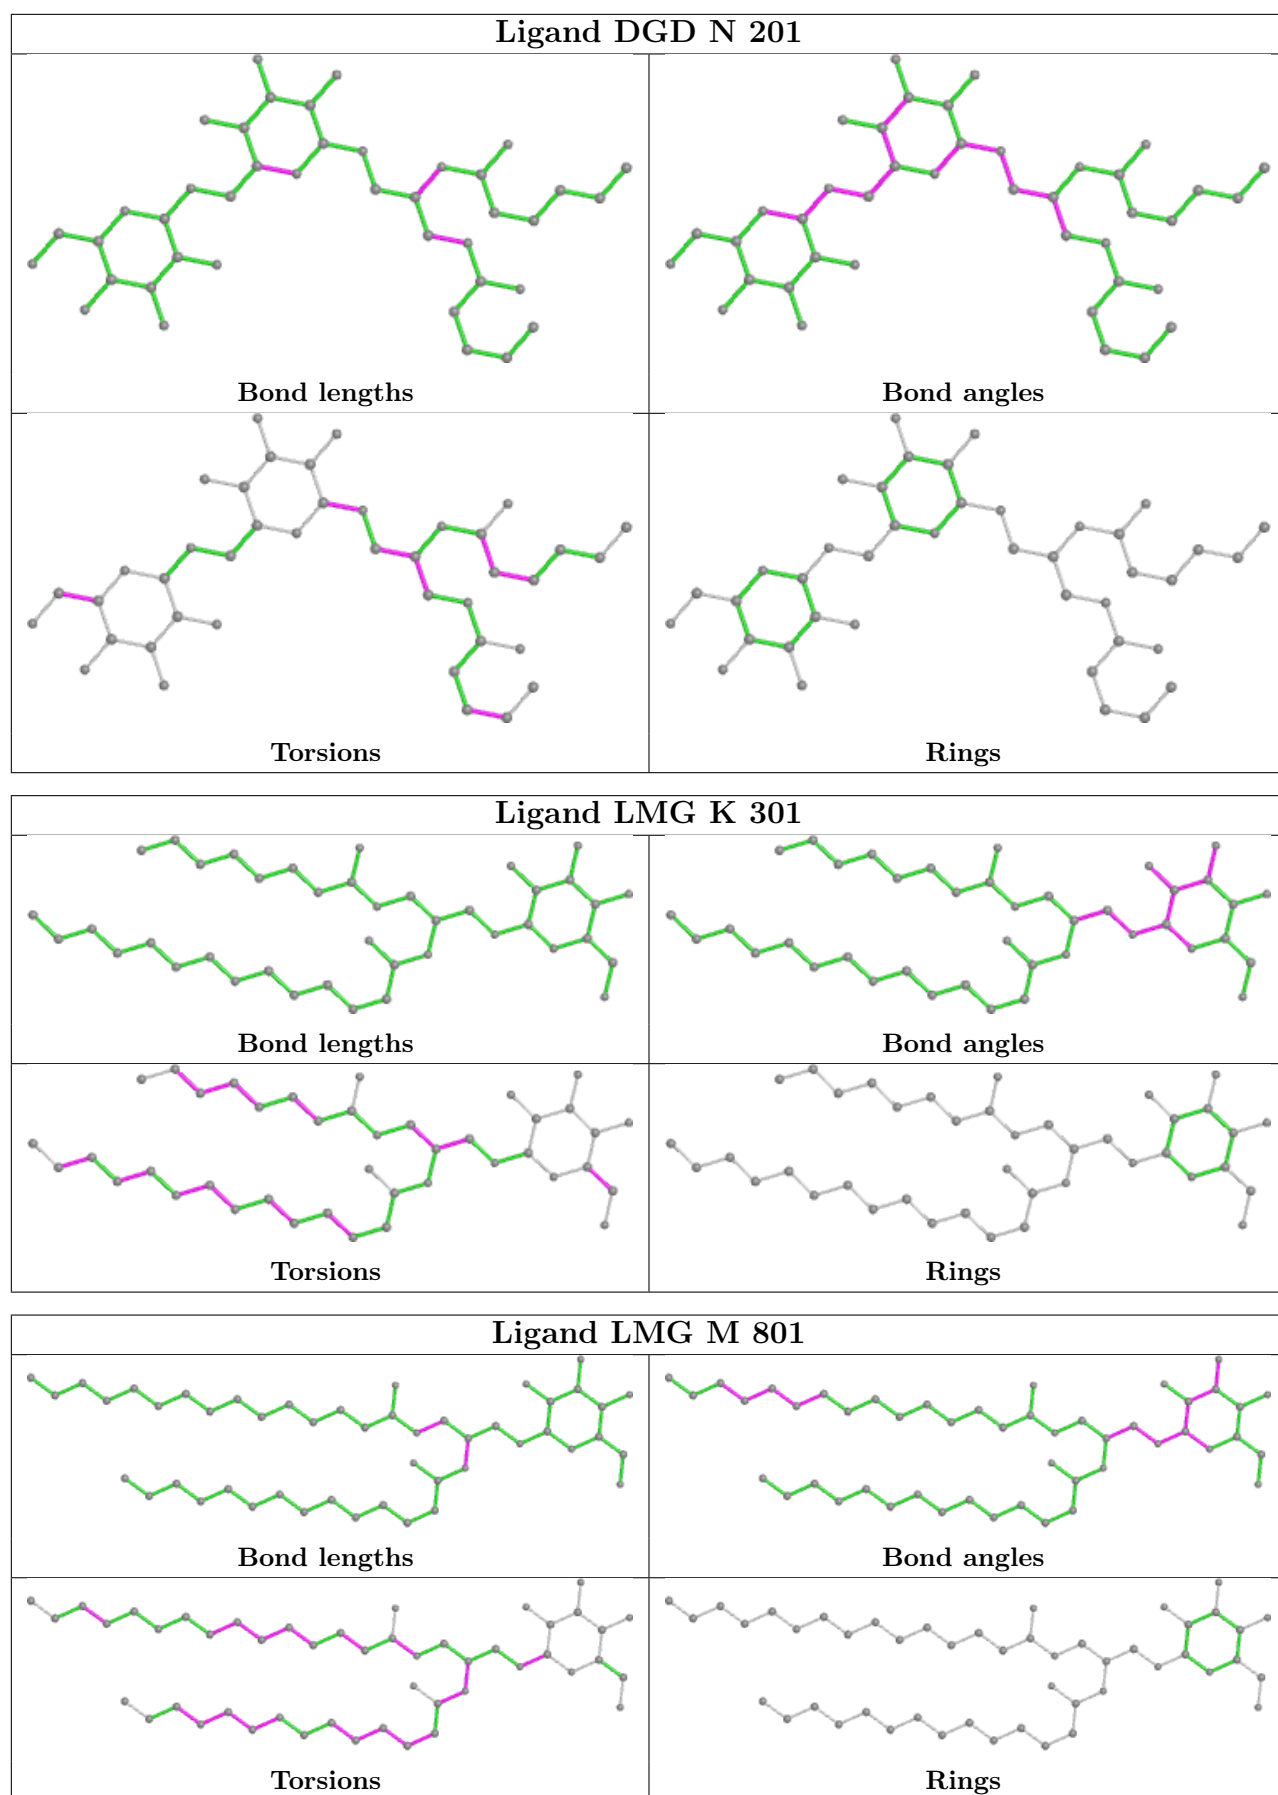 Ligand DGD N 201
Bond lengths
Bond angles
Torsions
Rings
Ligand LMG K 301
Bond lengths
Bond angles
Torsions
Rings
Ligand LMG M 801
Bond lengths
Bond angles
Torsions
Rings